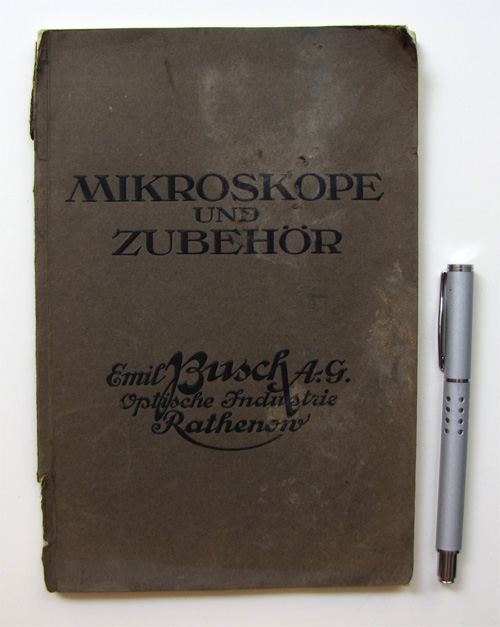 MIKROSKOPE
UND
ZUBEHÖR
Emil Busch A.-G.
Optische Industrie
Rathenow